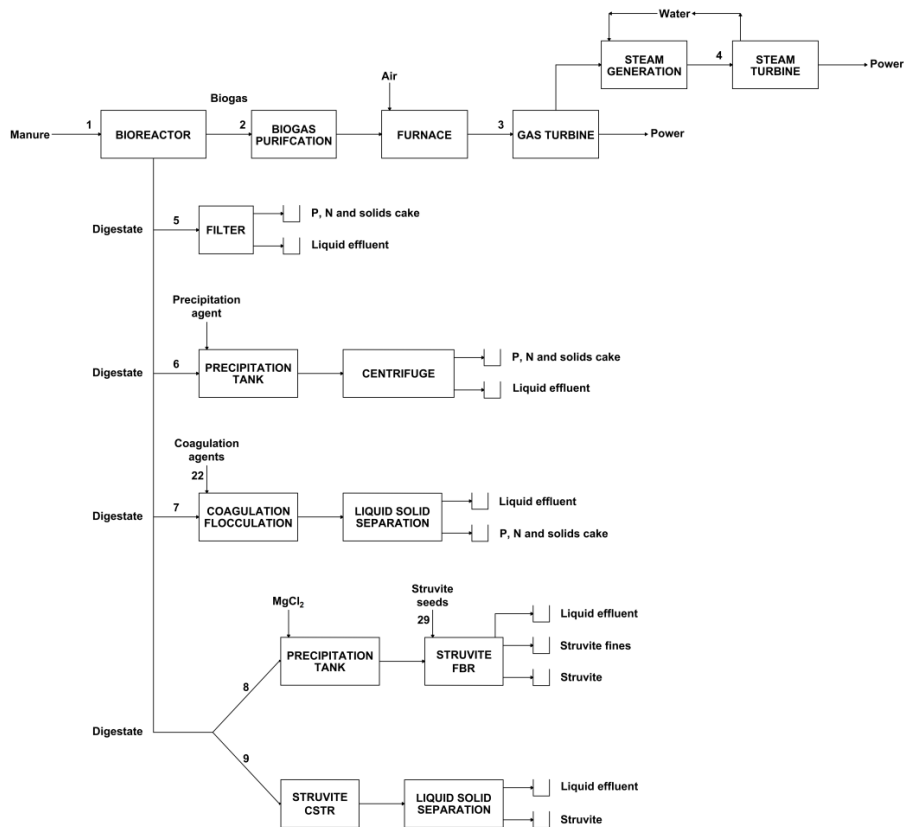 Water
STEAM
GENERATION
4
STEAM
TURBINE
Power
Air
Biogas
Manure
1
BIOREACTOR
2
BIOGAS
PURIFCATION
FURNACE
3
GAS TURBINE
Power
Digestate
5
FILTER
P, N and solids cake
Liquid effluent
Precipitation
agent
Digestate
6
PRECIPITATION
TANK
CENTRIFUGE
P, N and solids cake
Liquid effluent
Coagulation
agents
22
Digestate
7
COAGULATION
FLOCCULATION
LIQUID SOLID
SEPARATION
Liquid effluent
P, N and solids cake
MgCl₂
Struvite
seeds
29
PRECIPITATION
TANK
STRUVITE
FBR
Liquid effluent
Struvite fines
Struvite
8
Digestate
9
STRUVITE
CSTR
LIQUID SOLID
SEPARATION
Liquid effluent
Struvite